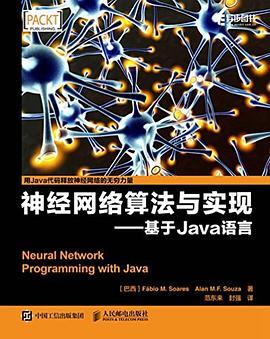 PACKT
PUBLISHING
异步图书
用Java代码释放神经网络的无穷力量
神经网络算法与实现
——基于Java语言
Neural Network
Programming with Java
[巴西] Fábio M. Soares Alan M.F. Souza 著
范东来 封强 译
中国工信出版集团
人民邮电出版社
POSTS & TELECOM PRESS